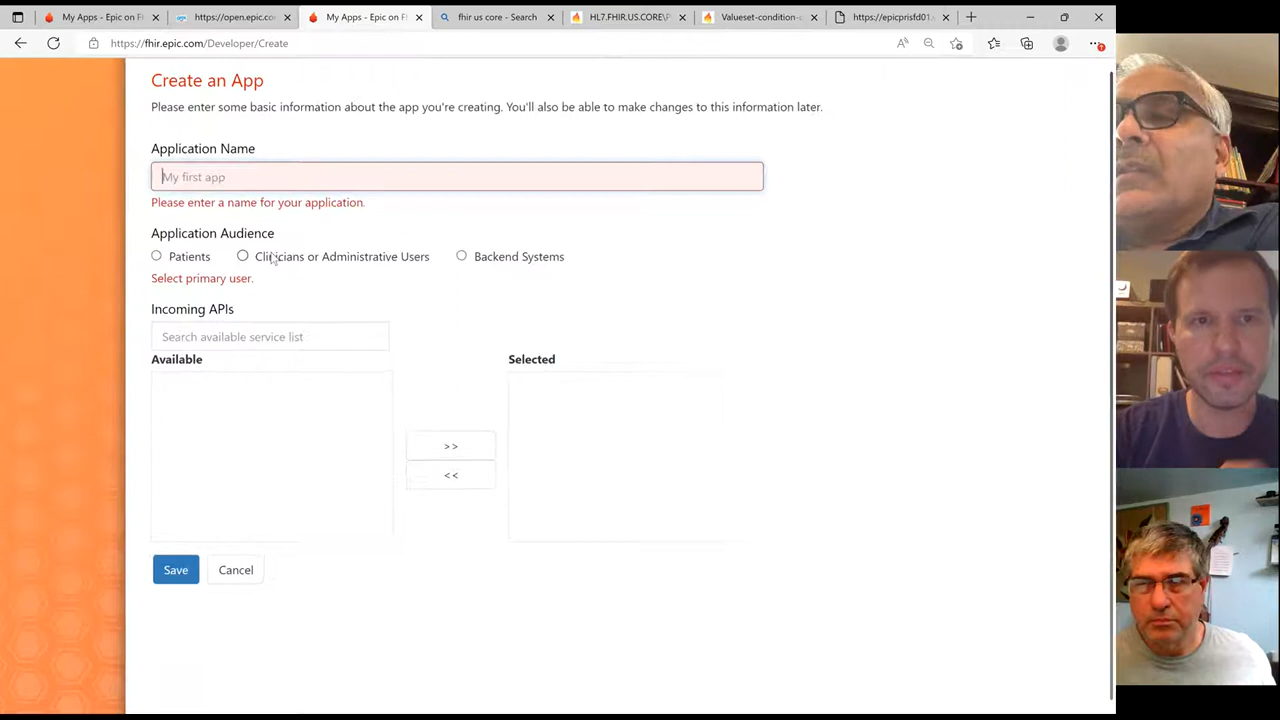 My Apps - Epic on F
https://open.epic.co
My Apps - Epic on F
fhir us core - Search
HL7.FHIR.US.CORE\P
Valueset-condition-
https://epicprisfd01.
https://fhir.epic.com/Developer/Create
Create an App
Please enter some basic information about the app you're creating. You'll also be able to make changes to this information later.
Application Name
My first app
Please enter a name for your application.
Application Audience
Patients
Clinicians or Administrative Users
Backend Systems
Select primary user.
Incoming APIs
Search available service list
Available
Selected
>>
<<
Save
Cancel